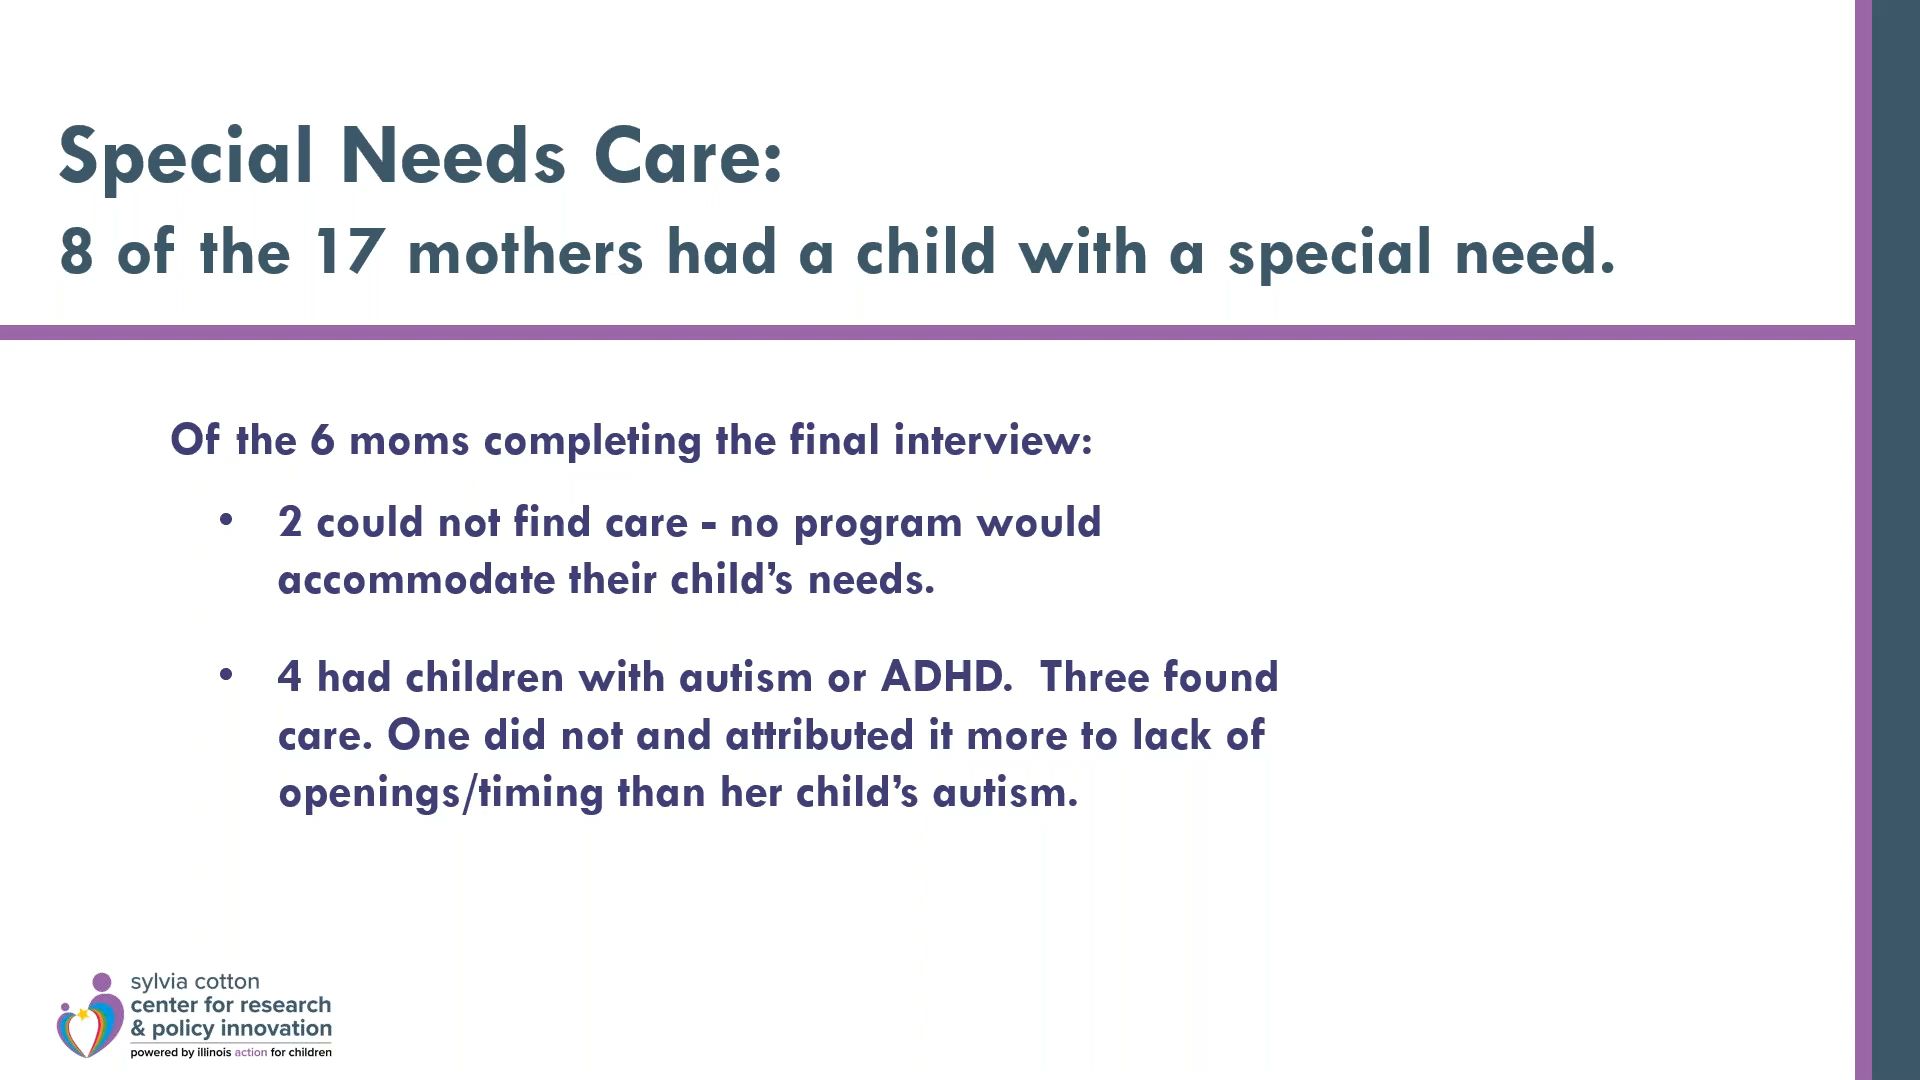 Special Needs Care:
8 of the 17 mothers had a child with a special need.
Of the 6 moms completing the final interview:
• 2 could not find care - no program would
accommodate their child’s needs.
• 4 had children with autism or ADHD.  Three found
care. One did not and attributed it more to lack of
openings/timing than her child’s autism.
sylvia cotton
center for research
& policy innovation
powered by illinois action for children